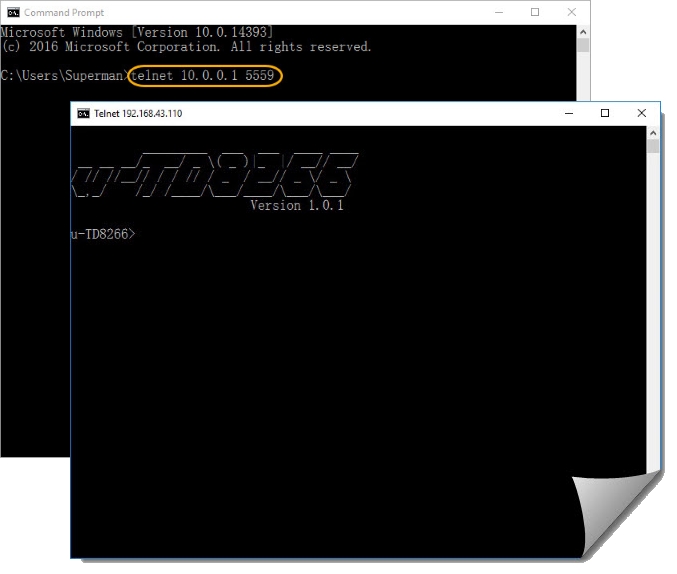 Command Prompt
Microsoft Windows [Version 10.0.14393]
(c) 2016 Microsoft Corporation. All rights reserved.
C:\Users\Superman>telnet 10.0.0.1 5559
Telnet 192.168.43.110
u-TD8266
Version 1.0.1
u-TD8266>